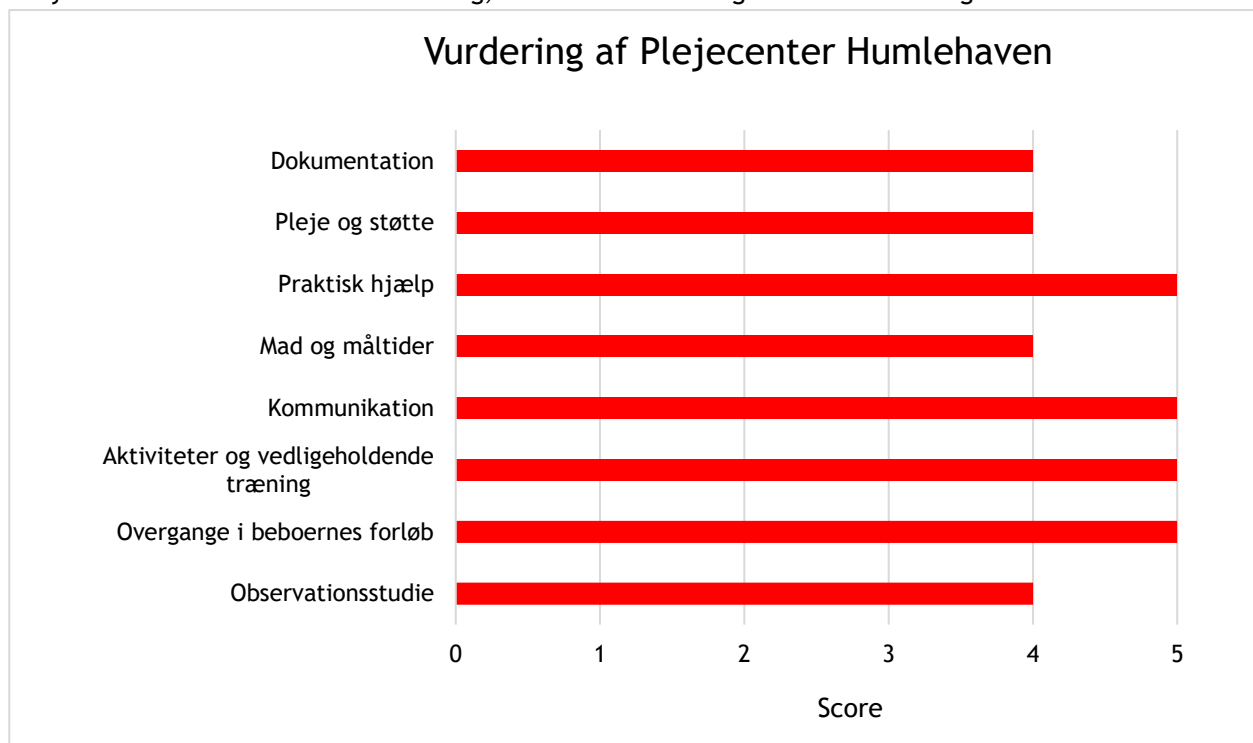 Vurdering af Plejecenter Humlehaven
Dokumentation
Pleje og støtte
Praktisk hjælp
Mad og måltider
Kommunikation
Aktiviteter og vedligeholdende
træning
Overgange i beboernes forløb
Observationsstudie
0 1 2 3 4 5
Score